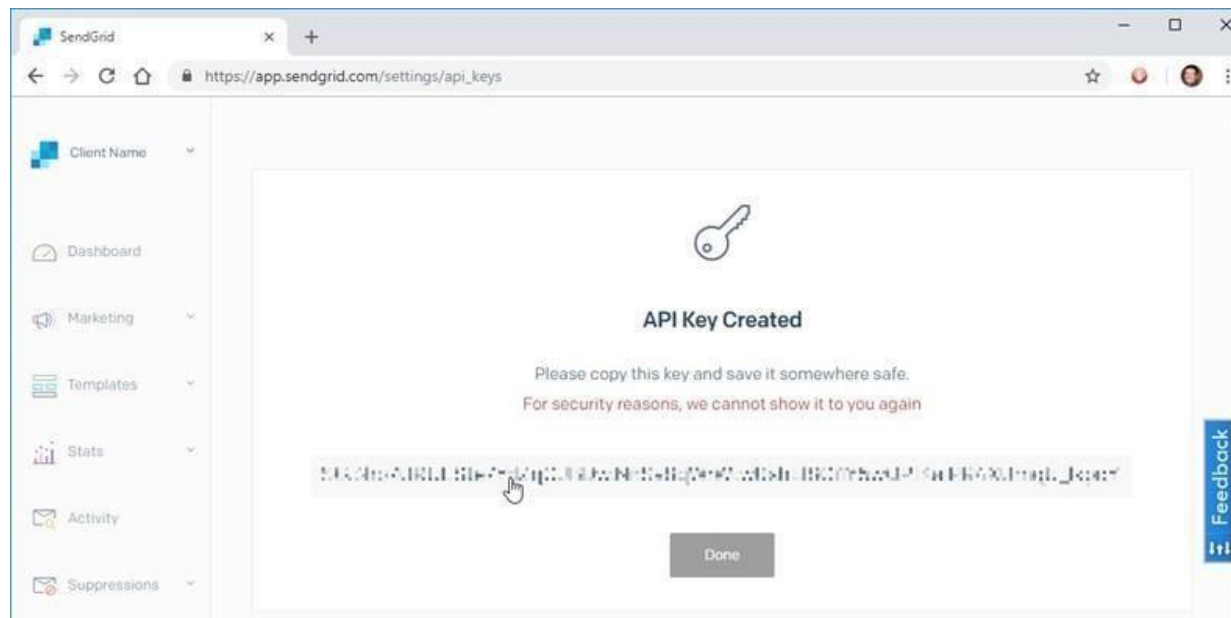 SendGrid
https://app.sendgrid.com/settings/api_keys
Client Name
Dashboard
Marketing
Templates
Stats
Activity
Suppressions
API Key Created
Please copy this key and save it somewhere safe.
For security reasons, we cannot show it to you again
Done
Feedback